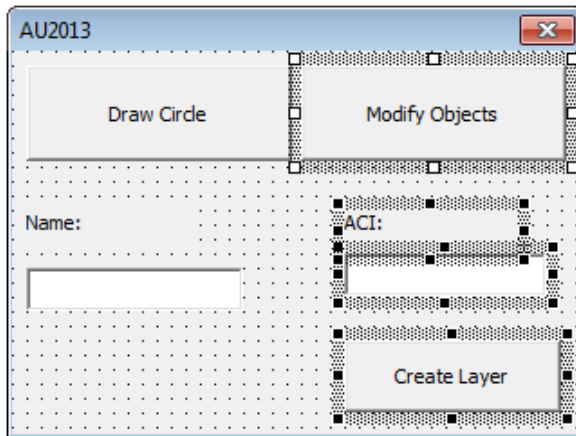 AU2013
Draw Circle
Modify Objects
Name:
ACI:
Create Layer